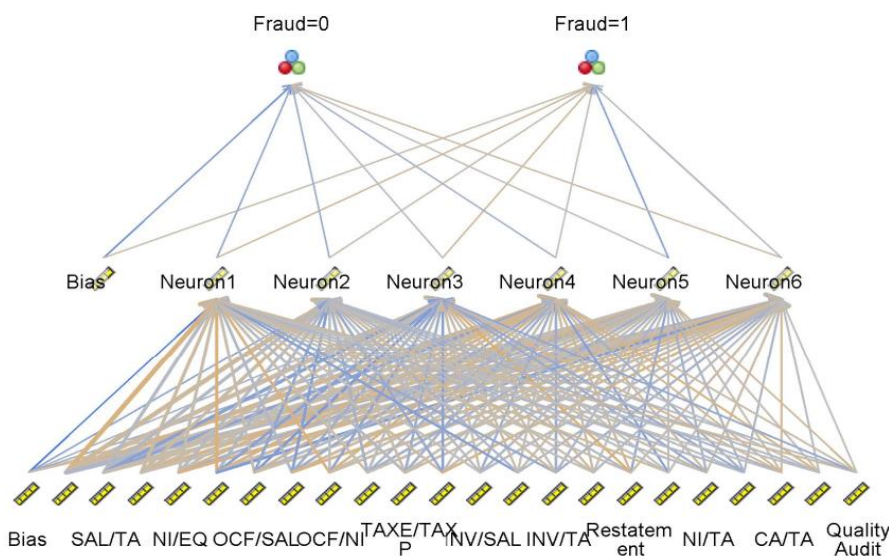 Fraud=0 Fraud=1
Bias Neuron1 Neuron2 Neuron3 Neuron4 Neuron5 Neuron6
Bias SAL/TA NI/EQ OCF/SAL OCF/NI TAXE/TAX INV/SAL INV/TA Restatem NI/TA CA/TA Quality
P ent Audit